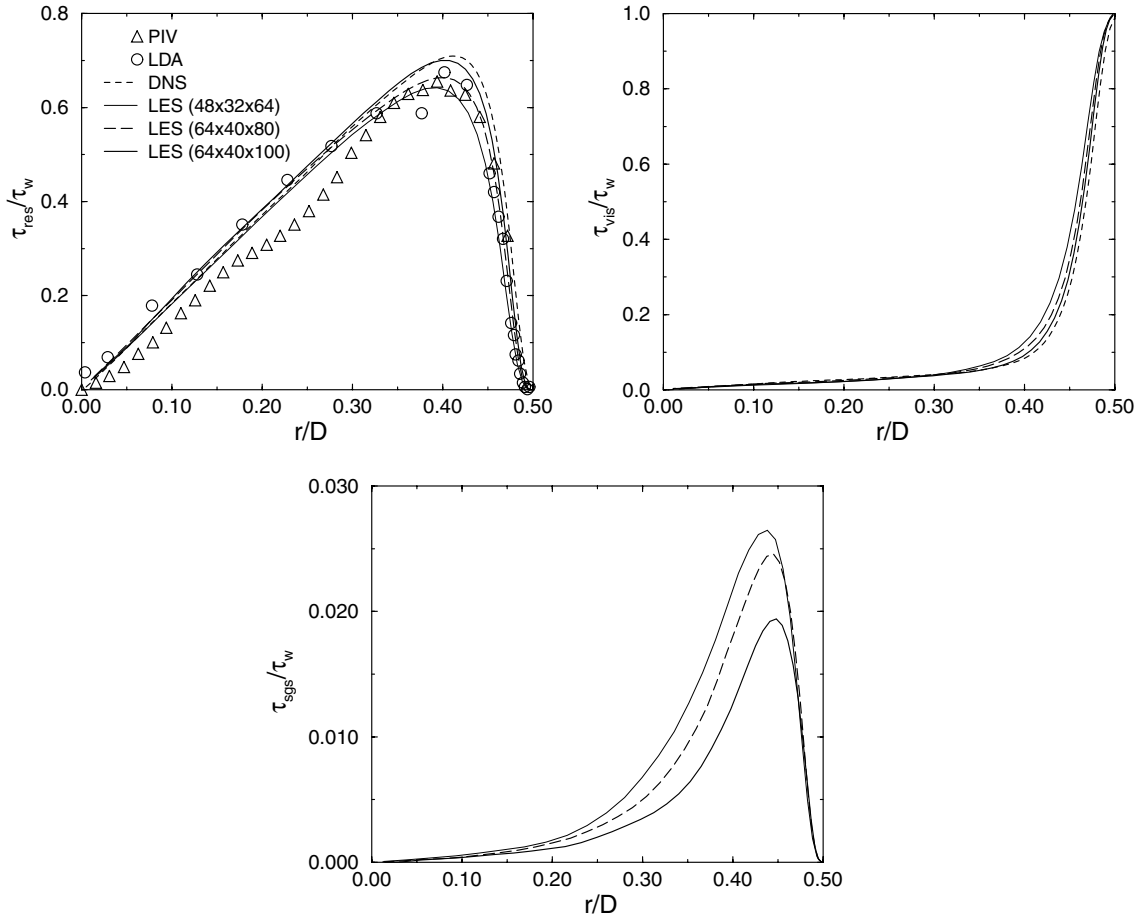 0.8
0.6
0.4
0.2
0.0
τres/τw
△ PIV
○ LDA
DNS
LES (48x32x64)
LES (64x40x80)
LES (64x40x100)
0.00 0.10 0.20 0.30 0.40 0.50
r/D
1.0
0.8
0.6
0.4
0.2
0.0
τvis/τw
0.00 0.10 0.20 0.30 0.40 0.50
r/D
0.030
0.020
0.010
0.000
τsgs/τw
0.00 0.10 0.20 0.30 0.40 0.50
r/D